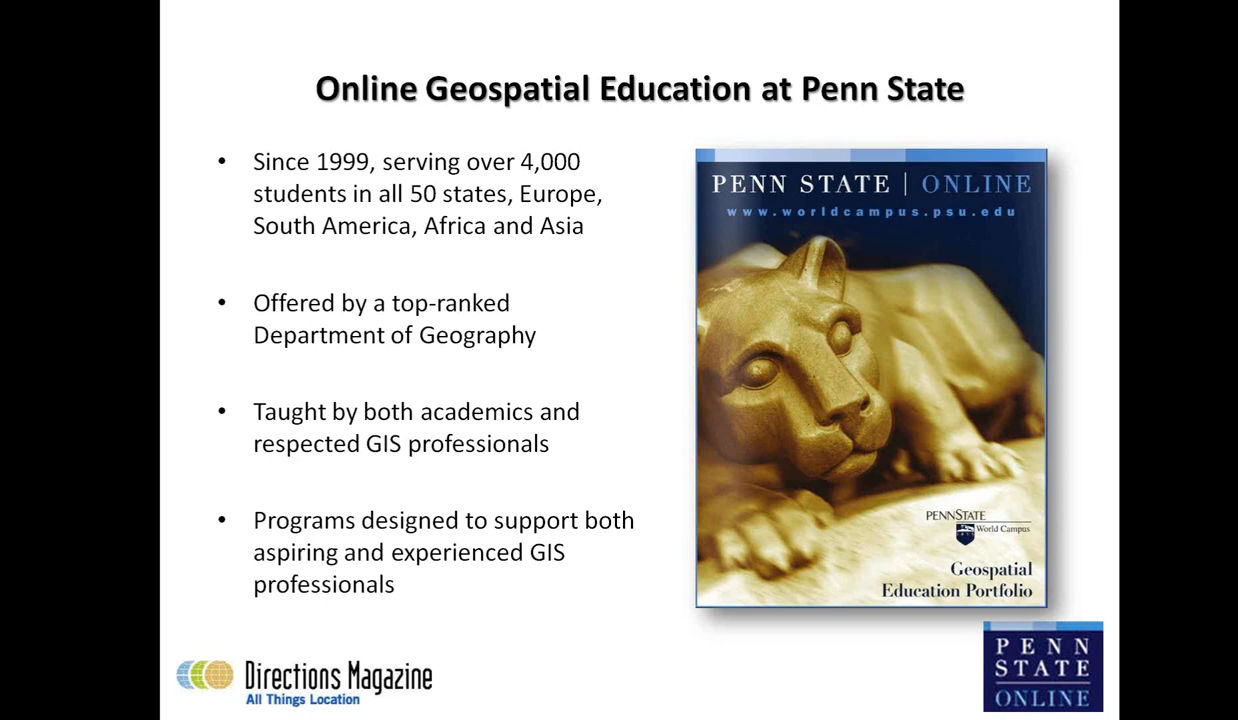 Online Geospatial Education at Penn State
• Since 1999, serving over 4,000
students in all 50 states, Europe,
South America, Africa and Asia
• Offered by a top-ranked
Department of Geography
• Taught by both academics and
respected GIS professionals
• Programs designed to support both
aspiring and experienced GIS
professionals
PENN STATE | ONLINE
www.worldcampus.psu.edu
PENNSTATE
World Campus
Geospatial
Education Portfolio
Directions Magazine
All Things Location
PENN
STATE
ONLINE